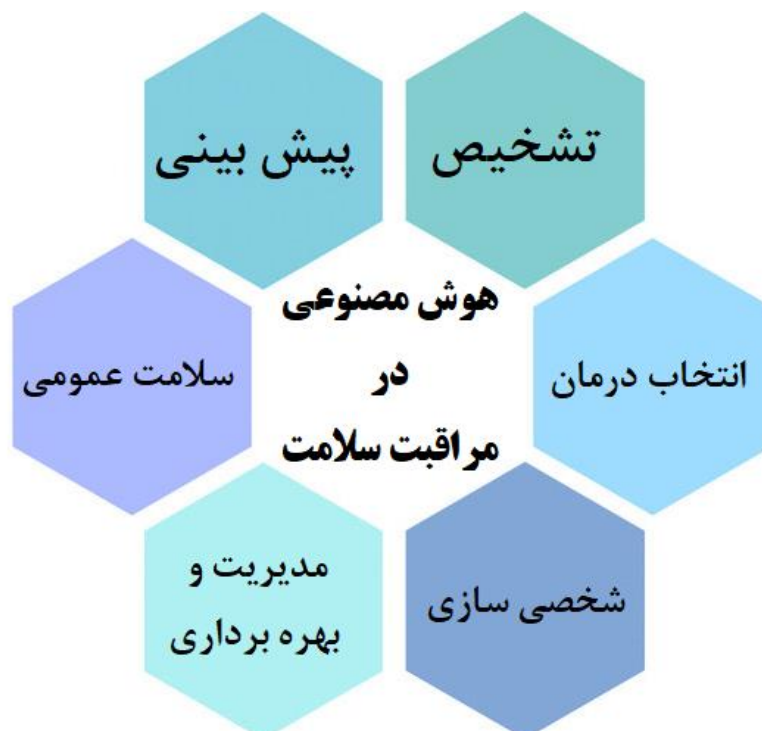 تشخیص
پیش بینی
هوش مصنوعی
در
مراقبت سلامت
انتخاب درمان
سلامت عمومی
شخصی سازی
مدیریت و
بهره برداری